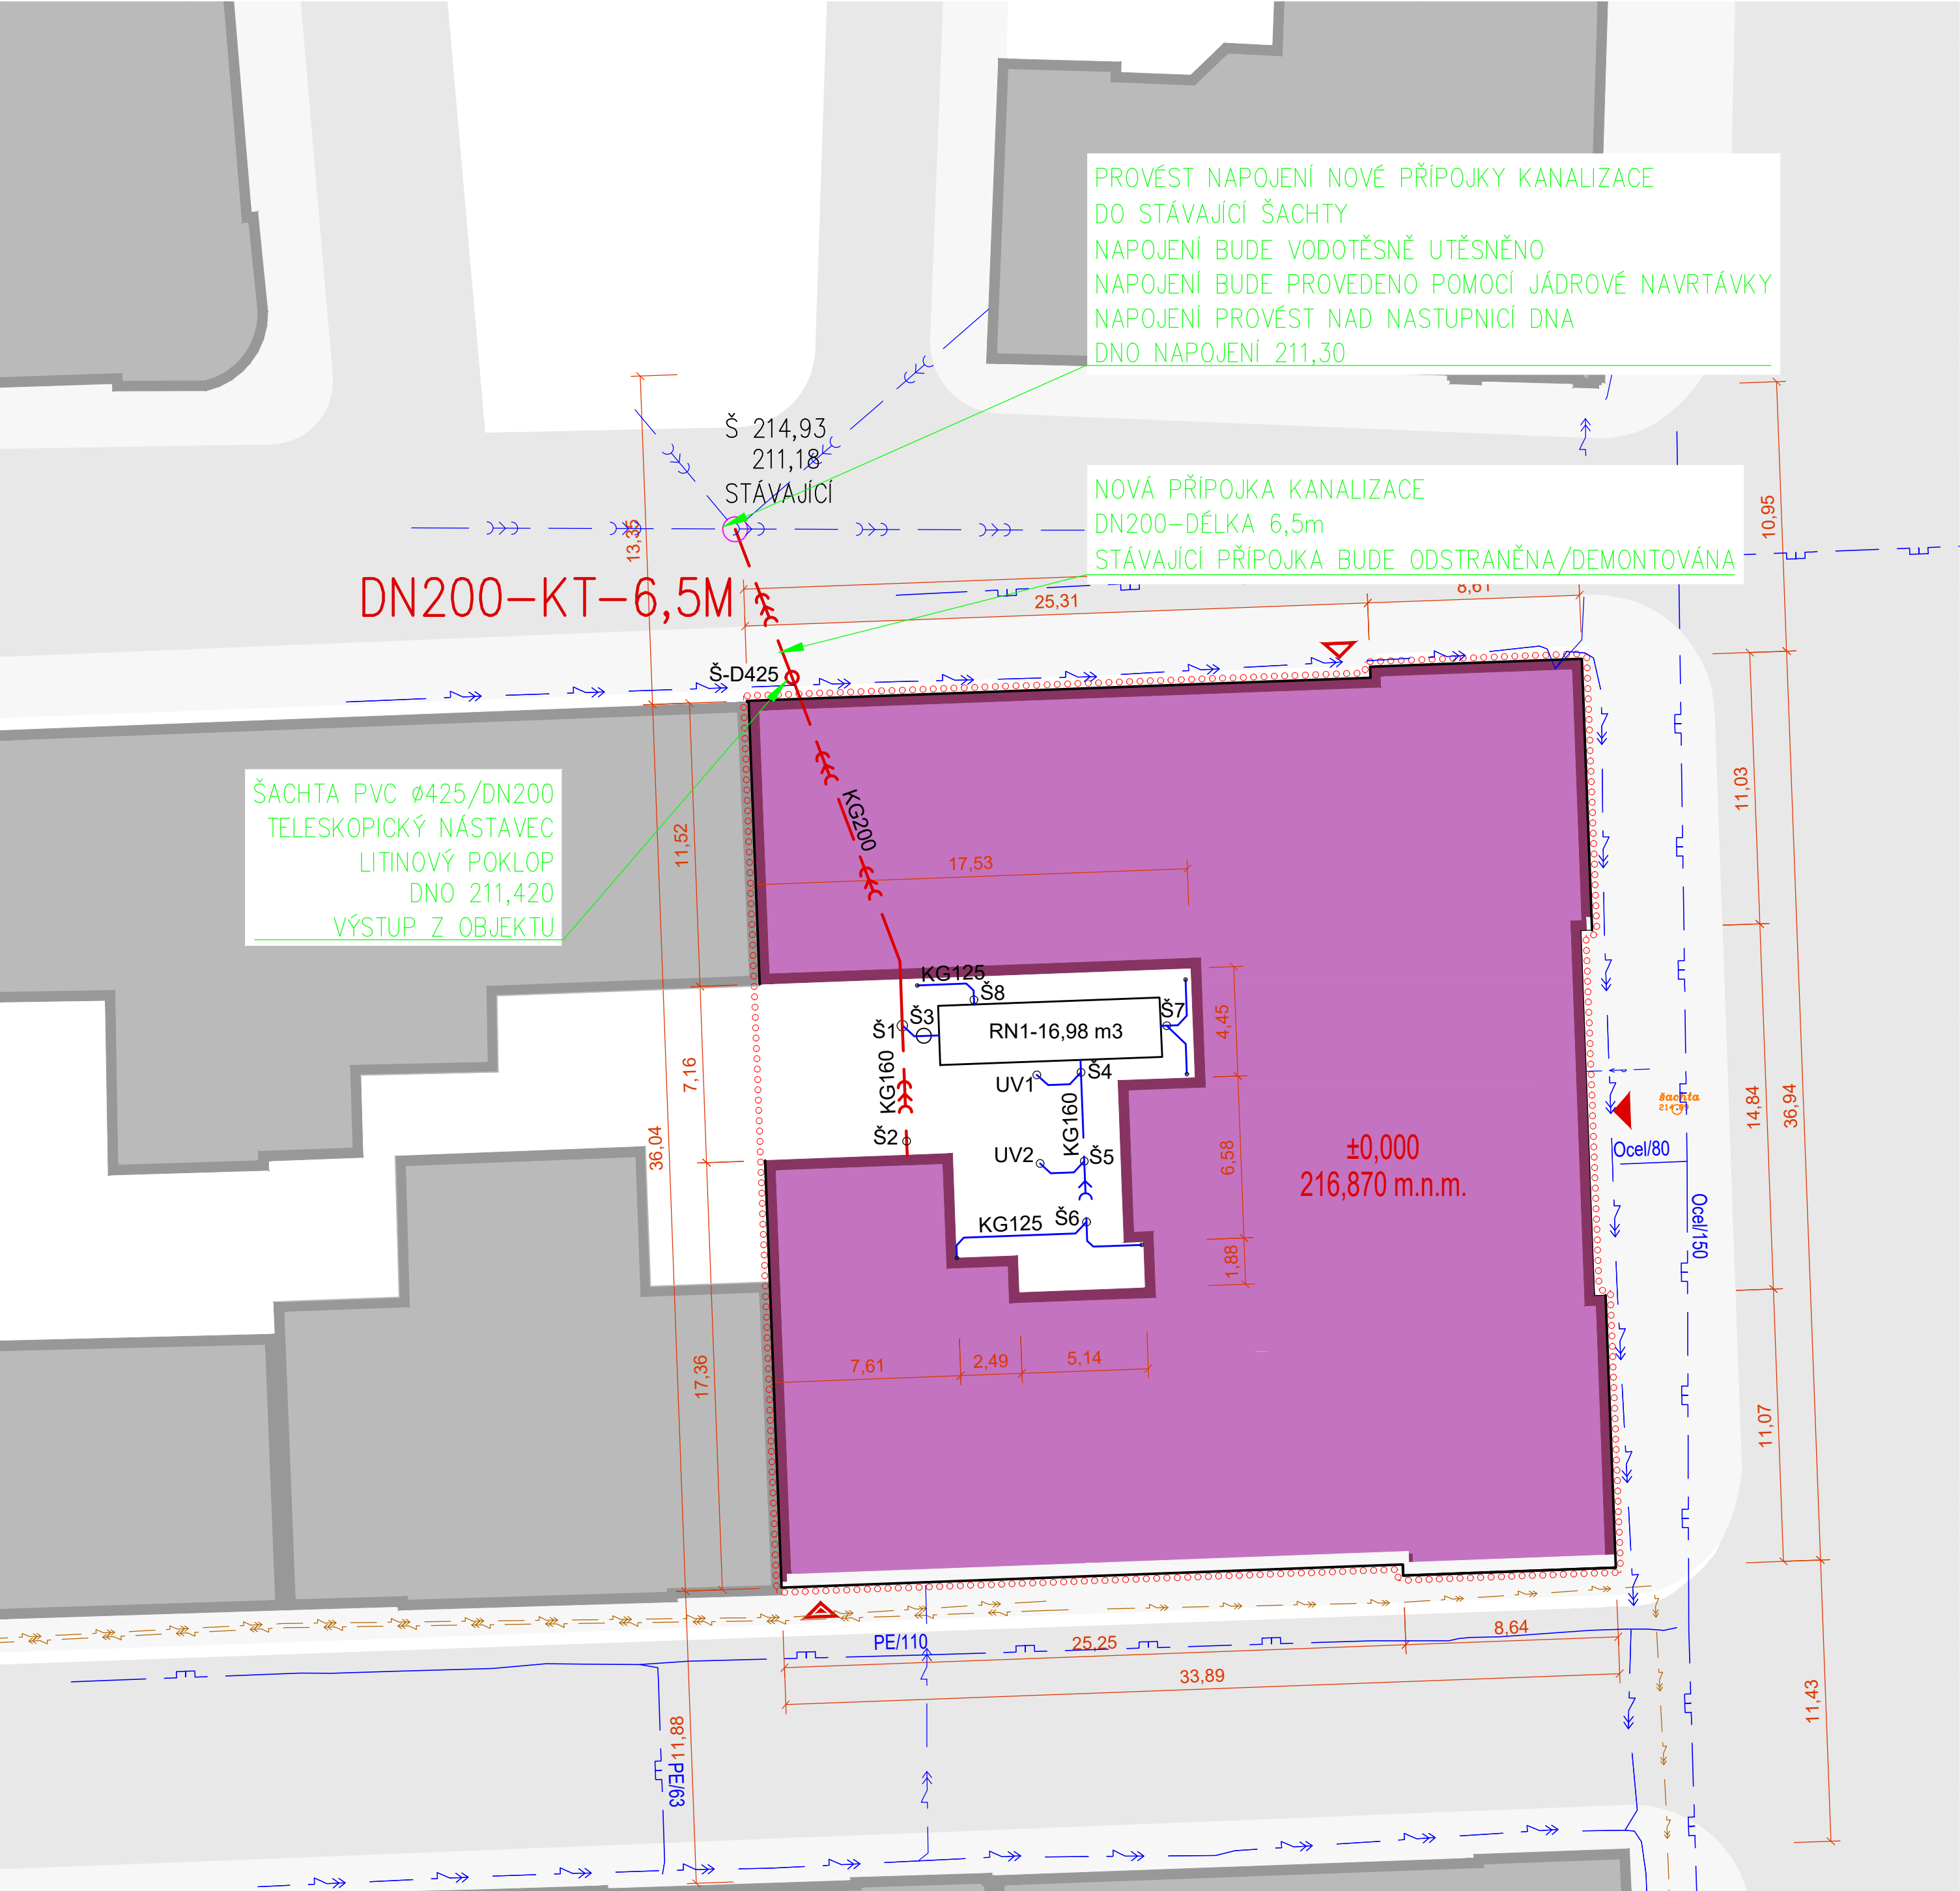 PROVÉST NAPOJENÍ NOVÉ PŘÍPOJKY KANALIZACE
DO STÁVAJÍCÍ ŠACHTY
NAPOJENÍ BUDE VODOTĚSNĚ UTĚSNĚNO
NAPOJENÍ BUDE PROVEDENO POMOCÍ JÁDROVÉ NAVRTÁVKY
NAPOJENÍ PROVÉST NAD NASTUPNICÍ DNA
DNO NAPOJENÍ 211,30
Š 214,93
211,18
STÁVAJÍCÍ
NOVÁ PŘÍPOJKA KANALIZACE
DN200-DÉLKA 6,5m
STÁVAJÍCÍ PŘÍPOJKA BUDE ODSTRANĚNA/DEMONTOVÁNA
10,95
13,35
DN200-KT-6,5M
25,31
8,61
Š-D425
ŠACHTA PVC ø425/DN200
TELESKOPICKÝ NÁSTAVEC
LITINOVÝ POKLOP
DNO 211,420
VÝSTUP Z OBJEKTU
11,52
KG200
17,53
11,03
KG125
Š8
Š3
Š1
RN1-16,98 m3
Š7
4,45
7,16
KG160
UV1
Š4
KG160
Š2
UV2
Š5
6,58
36,04
±0,000
216,870 m.n.m.
14,84
36,94
šachta
Ocel/80
Ocel/150
KG125
Š6
1,88
7,61
2,49
5,14
17,36
11,07
PE/110
25,25
8,64
33,89
11,88
PE/63
11,43